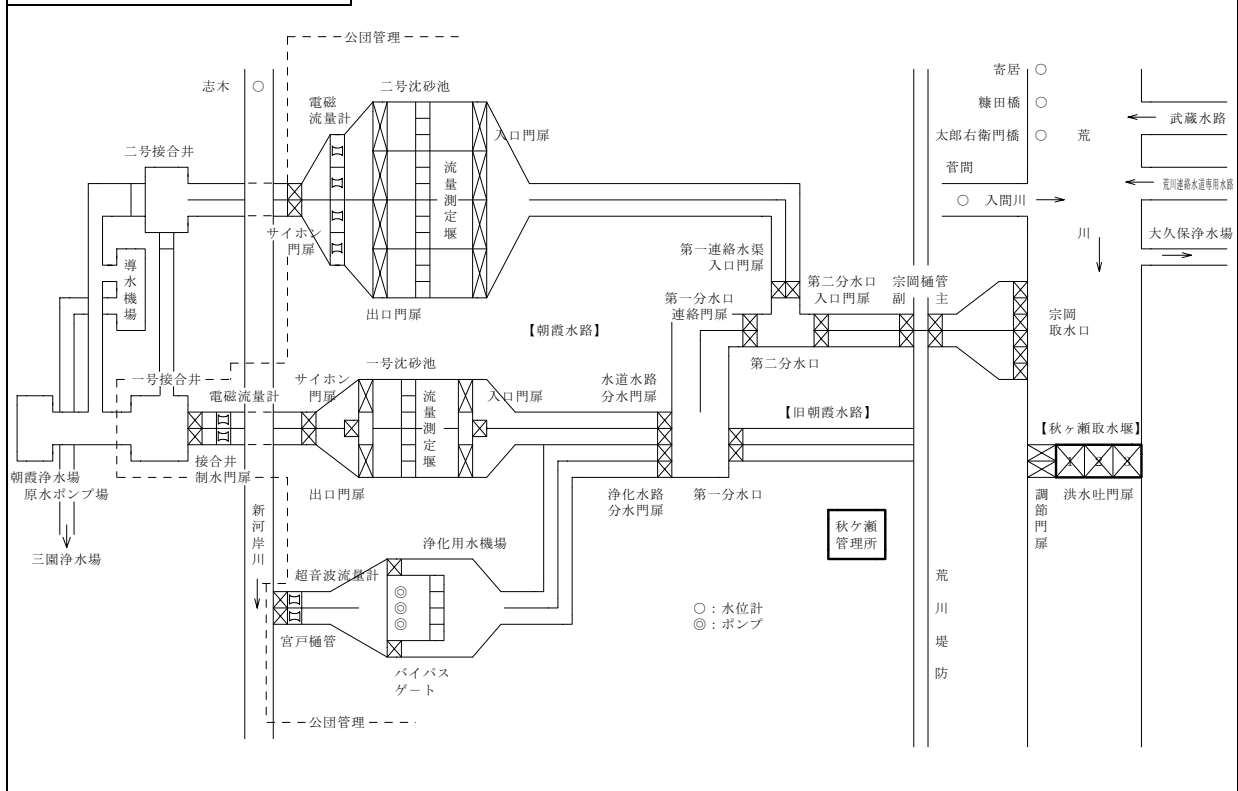 公団管理
志木
二号沈砂池
電磁
流量計
入口門扉
二号接合井
流量測定堰
サイホン
門扉
出口門扉
導水機場
寄居
糠田橋
太郎右衛門橋
荒
武蔵水路
菅間
入間川
荒川連絡水道専用水路
川
大久保浄水場
第一連絡水渠
入口門扉
第二分水口
入口門扉
宗岡樋管
副 主
第一分水口
連絡門扉
宗岡
取水口
【朝霞水路】
第二分水口
一号接合井
一号沈砂池
サイホン
門扉
電磁流量計
流量測定堰
入口門扉
水道水路
分水門扉
【旧朝霞水路】
【秋ヶ瀬取水堰】
1 2 3
朝霞浄水場
原水ポンプ場
接合井
制水門扉
出口門扉
浄化水路
分水門扉
第一分水口
調節門扉
洪水吐門扉
新河岸川
秋ケ瀬
管理所
三園浄水場
浄化用水機場
超音波流量計
荒川堤防
○：水位計
◎：ポンプ
宮戸樋管
バイパス
ゲート
公団管理